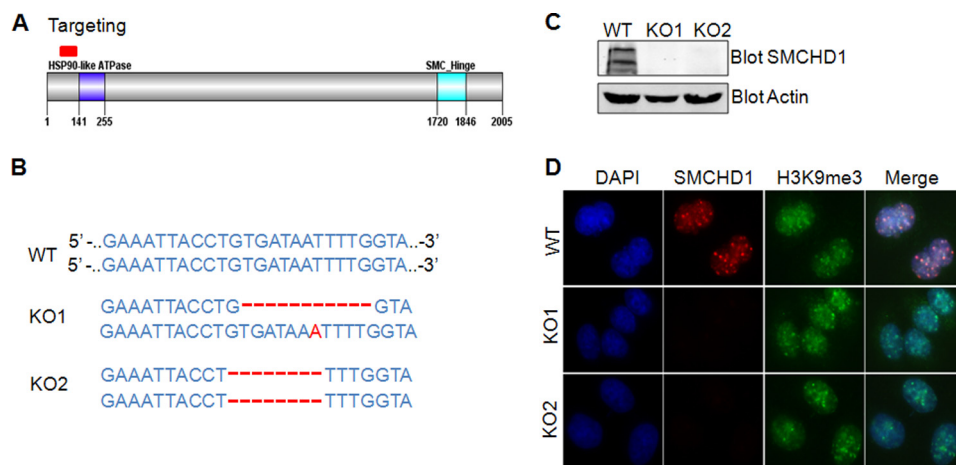 A
Targeting
HSP90-like ATPase
SMC_Hinge
1 141 255 1720 1846 2005
B
WT
5’ -..GAAATTACCTGTGATAATTTTGGTA..-3’
5’ -..GAAATTACCTGTGATAATTTTGGTA..-3’
KO1
GAAATTACCTG-----------GTA
GAAATTACCTGTGATAAATTTTGGTA
KO2
GAAATTACCT--------TTTGGTA
GAAATTACCT--------TTTGGTA
C
WT KO1 KO2
Blot SMCHD1
Blot Actin
D
DAPI SMCHD1 H3K9me3 Merge
WT
KO1
KO2